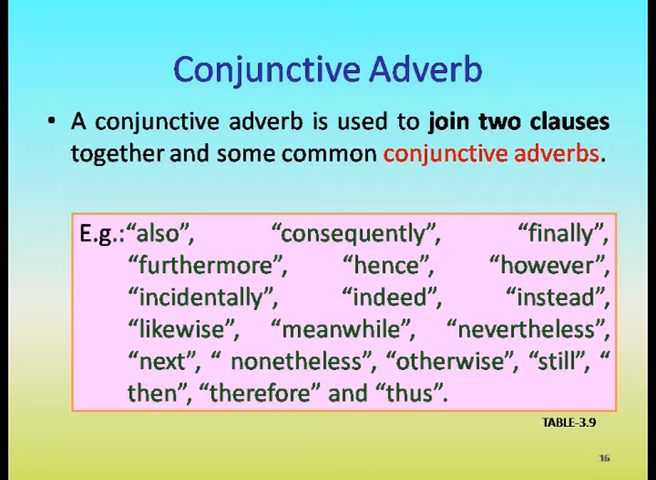 Conjunctive Adverb
• A conjunctive adverb is used to join two clauses
together and some common conjunctive adverbs.
E.g.:“also”, “consequently”, “finally”,
“furthermore”, “hence”, “however”,
“incidentally”, “indeed”, “instead”,
“likewise”, “meanwhile”, “nevertheless”,
“next”, “ nonetheless”, “otherwise”, “still”, “
then”, “therefore” and “thus”.
TABLE-3.9
16